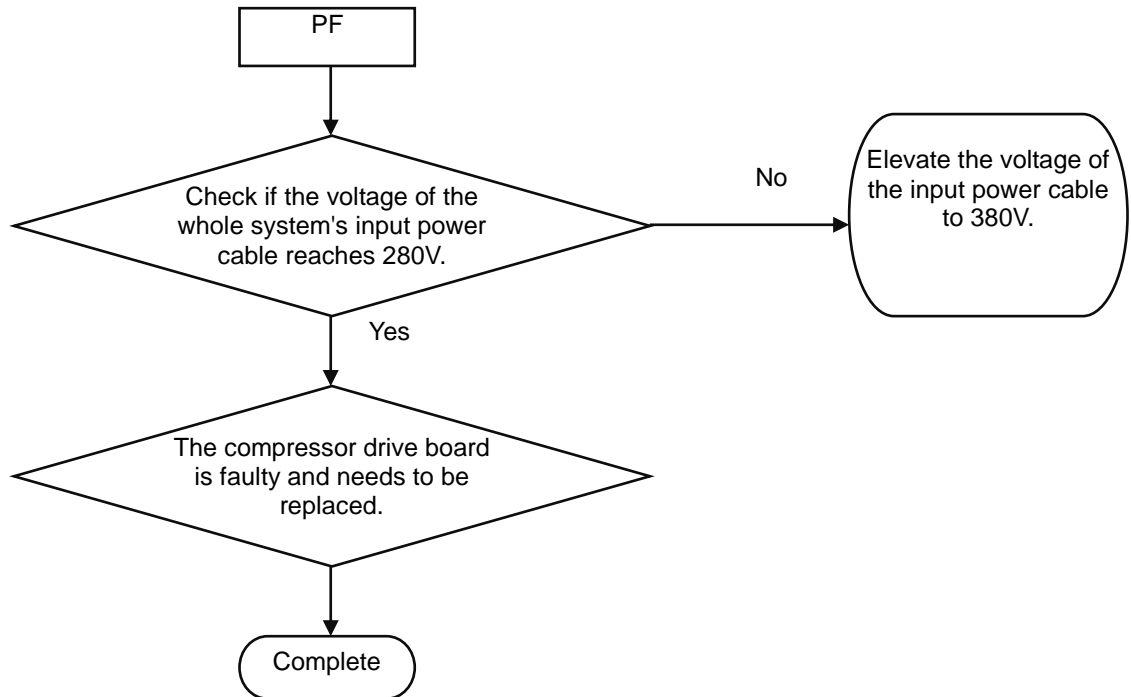 PF
Check if the voltage of the
whole system's input power
cable reaches 280V.
No
Elevate the voltage of
the input power cable
to 380V.
Yes
The compressor drive board
is faulty and needs to be
replaced.
Complete